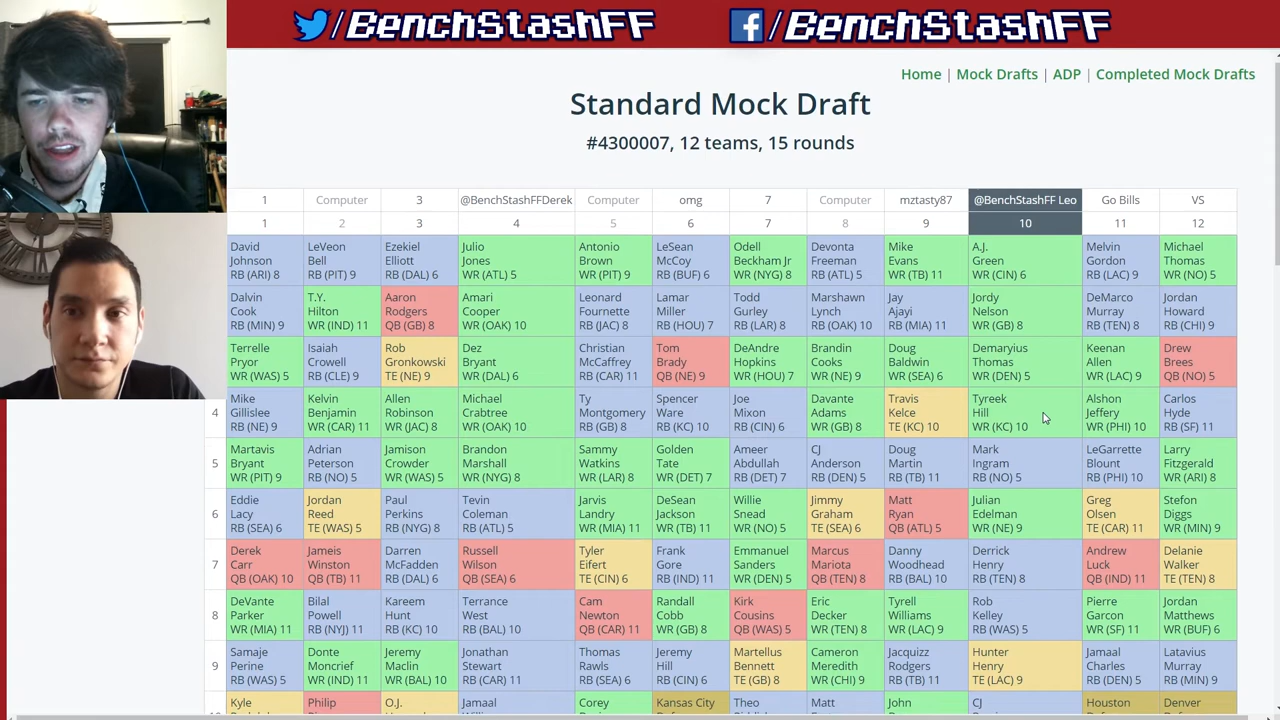 /BenchStashFF /BenchStashFF
Home | Mock Drafts | ADP | Completed Mock Drafts
Standard Mock Draft
#4300007, 12 teams, 15 rounds
1 Computer 3 @BenchStashFFDerek Computer omg 7 Computer mztasty87 @BenchStashFF Leo Go Bills VS
1 2 3 4 5 6 7 8 9 10 11 12
David LeVeon Ezekiel Julio Antonio LeSean Odell Devonta Mike A.J. Melvin Michael
Johnson Bell Elliott Jones Brown McCoy Beckham Jr Freeman Evans Green Gordon Thomas
RB (ARI) 8 RB (PIT) 9 RB (DAL) 6 WR (ATL) 5 WR (PIT) 9 RB (BUF) 6 WR (NYG) 8 RB (ATL) 5 WR (TB) 11 WR (CIN) 6 RB (LAC) 9 WR (NO) 5
Dalvin T.Y. Aaron Amari Leonard Lamar Todd Marshawn Jay Jordy DeMarco Jordan
Cook Hilton Rodgers Cooper Fournette Miller Gurley Lynch Ajayi Nelson Murray Howard
RB (MIN) 9 WR (IND) 11 QB (GB) 8 WR (OAK) 10 RB (JAC) 8 RB (HOU) 7 RB (LAR) 8 RB (OAK) 10 RB (MIA) 11 WR (GB) 8 RB (TEN) 8 RB (CHI) 9
Terrelle Isaiah Rob Dez Christian Tom DeAndre Brandin Doug Demaryius Keenan Drew
Pryor Crowell Gronkowski Bryant McCaffrey Brady Hopkins Cooks Baldwin Thomas Allen Brees
WR (WAS) 5 RB (CLE) 9 TE (NE) 9 WR (DAL) 6 RB (CAR) 11 QB (NE) 9 WR (HOU) 7 WR (NE) 9 WR (SEA) 6 WR (DEN) 5 WR (LAC) 9 QB (NO) 5
Mike Kelvin Allen Michael Ty Spencer Joe Davante Travis Tyreek Alshon Carlos
4 Gillislee Benjamin Robinson Crabtree Montgomery Ware Mixon Adams Kelce Hill Jeffery Hyde
RB (NE) 9 WR (CAR) 11 WR (JAC) 8 WR (OAK) 10 RB (GB) 8 RB (KC) 10 RB (CIN) 6 WR (GB) 8 TE (KC) 10 WR (KC) 10 WR (PHI) 10 RB (SF) 11
Martavis Adrian Jamison Brandon Sammy Golden Ameer CJ Doug Mark LeGarrette Larry
5 Bryant Peterson Crowder Marshall Watkins Tate Abdullah Anderson Martin Ingram Blount Fitzgerald
WR (PIT) 9 RB (NO) 5 WR (WAS) 5 WR (NYG) 8 WR (LAR) 8 WR (DET) 7 RB (DET) 7 RB (DEN) 5 RB (TB) 11 RB (NO) 5 RB (PHI) 10 WR (ARI) 8
Eddie Jordan Paul Tevin Jarvis DeSean Willie Jimmy Matt Julian Greg Stefon
6 Lacy Reed Perkins Coleman Landry Jackson Snead Graham Ryan Edelman Olsen Diggs
RB (SEA) 6 TE (WAS) 5 RB (NYG) 8 RB (ATL) 5 WR (MIA) 11 WR (TB) 11 WR (NO) 5 TE (SEA) 6 QB (ATL) 5 WR (NE) 9 TE (CAR) 11 WR (MIN) 9
Derek Jameis Darren Russell Tyler Frank Emmanuel Marcus Danny Derrick Andrew Delanie
7 Carr Winston McFadden Wilson Eifert Gore Sanders Mariota Woodhead Henry Luck Walker
QB (OAK) 10 QB (TB) 11 RB (DAL) 6 QB (SEA) 6 TE (CIN) 6 RB (IND) 11 WR (DEN) 5 QB (TEN) 8 RB (BAL) 10 RB (TEN) 8 QB (IND) 11 TE (TEN) 8
DeVante Bilal Kareem Terrance Cam Randall Kirk Eric Tyrell Rob Pierre Jordan
8 Parker Powell Hunt West Newton Cobb Cousins Decker Williams Kelley Garcon Matthews
WR (MIA) 11 RB (NYJ) 11 RB (KC) 10 RB (BAL) 10 QB (CAR) 11 WR (GB) 8 QB (WAS) 5 WR (TEN) 8 WR (LAC) 9 RB (WAS) 5 WR (SF) 11 WR (BUF) 6
Samaje Donte Jeremy Jonathan Thomas Jeremy Martellus Cameron Jacquizz Hunter Jamaal Latavius
9 Perine Moncrief Maclin Stewart Rawls Hill Bennett Meredith Rodgers Henry Charles Murray
RB (WAS) 5 WR (IND) 11 WR (BAL) 10 RB (CAR) 11 RB (SEA) 6 RB (CIN) 6 TE (GB) 8 WR (CHI) 9 RB (TB) 11 TE (LAC) 9 RB (DEN) 5 RB (MIN) 9
Kyle Philip O.J. Jamaal Corey Kansas City Theo Matt John CJ Houston Denver